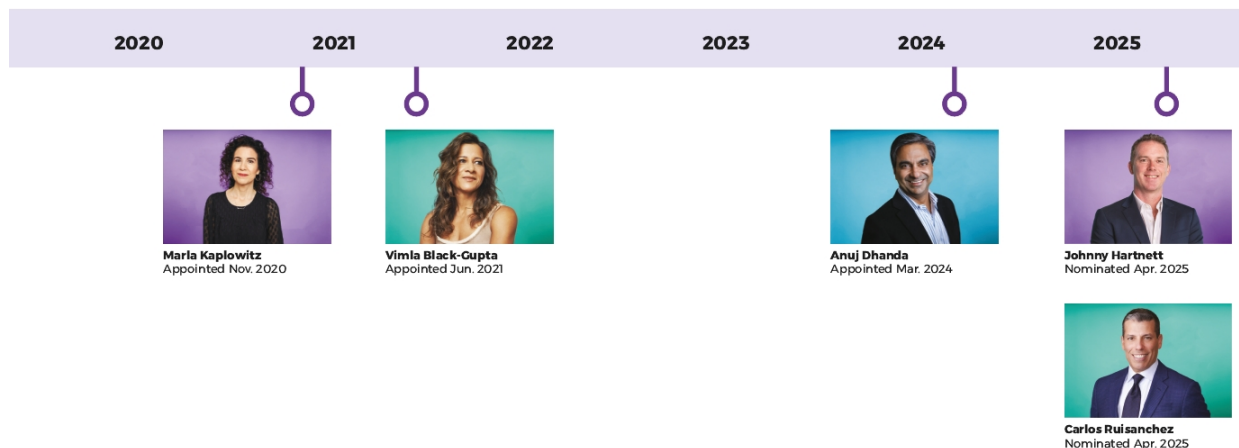 2020 2021 2022 2023 2024 2025
Marla Kaplowitz
Appointed Nov. 2020
Vimla Black-Gupta
Appointed Jun. 2021
Anuj Dhanda
Appointed Mar. 2024
Johnny Hartnett
Nominated Apr. 2025
Carlos Ruisanchez
Nominated Apr. 2025